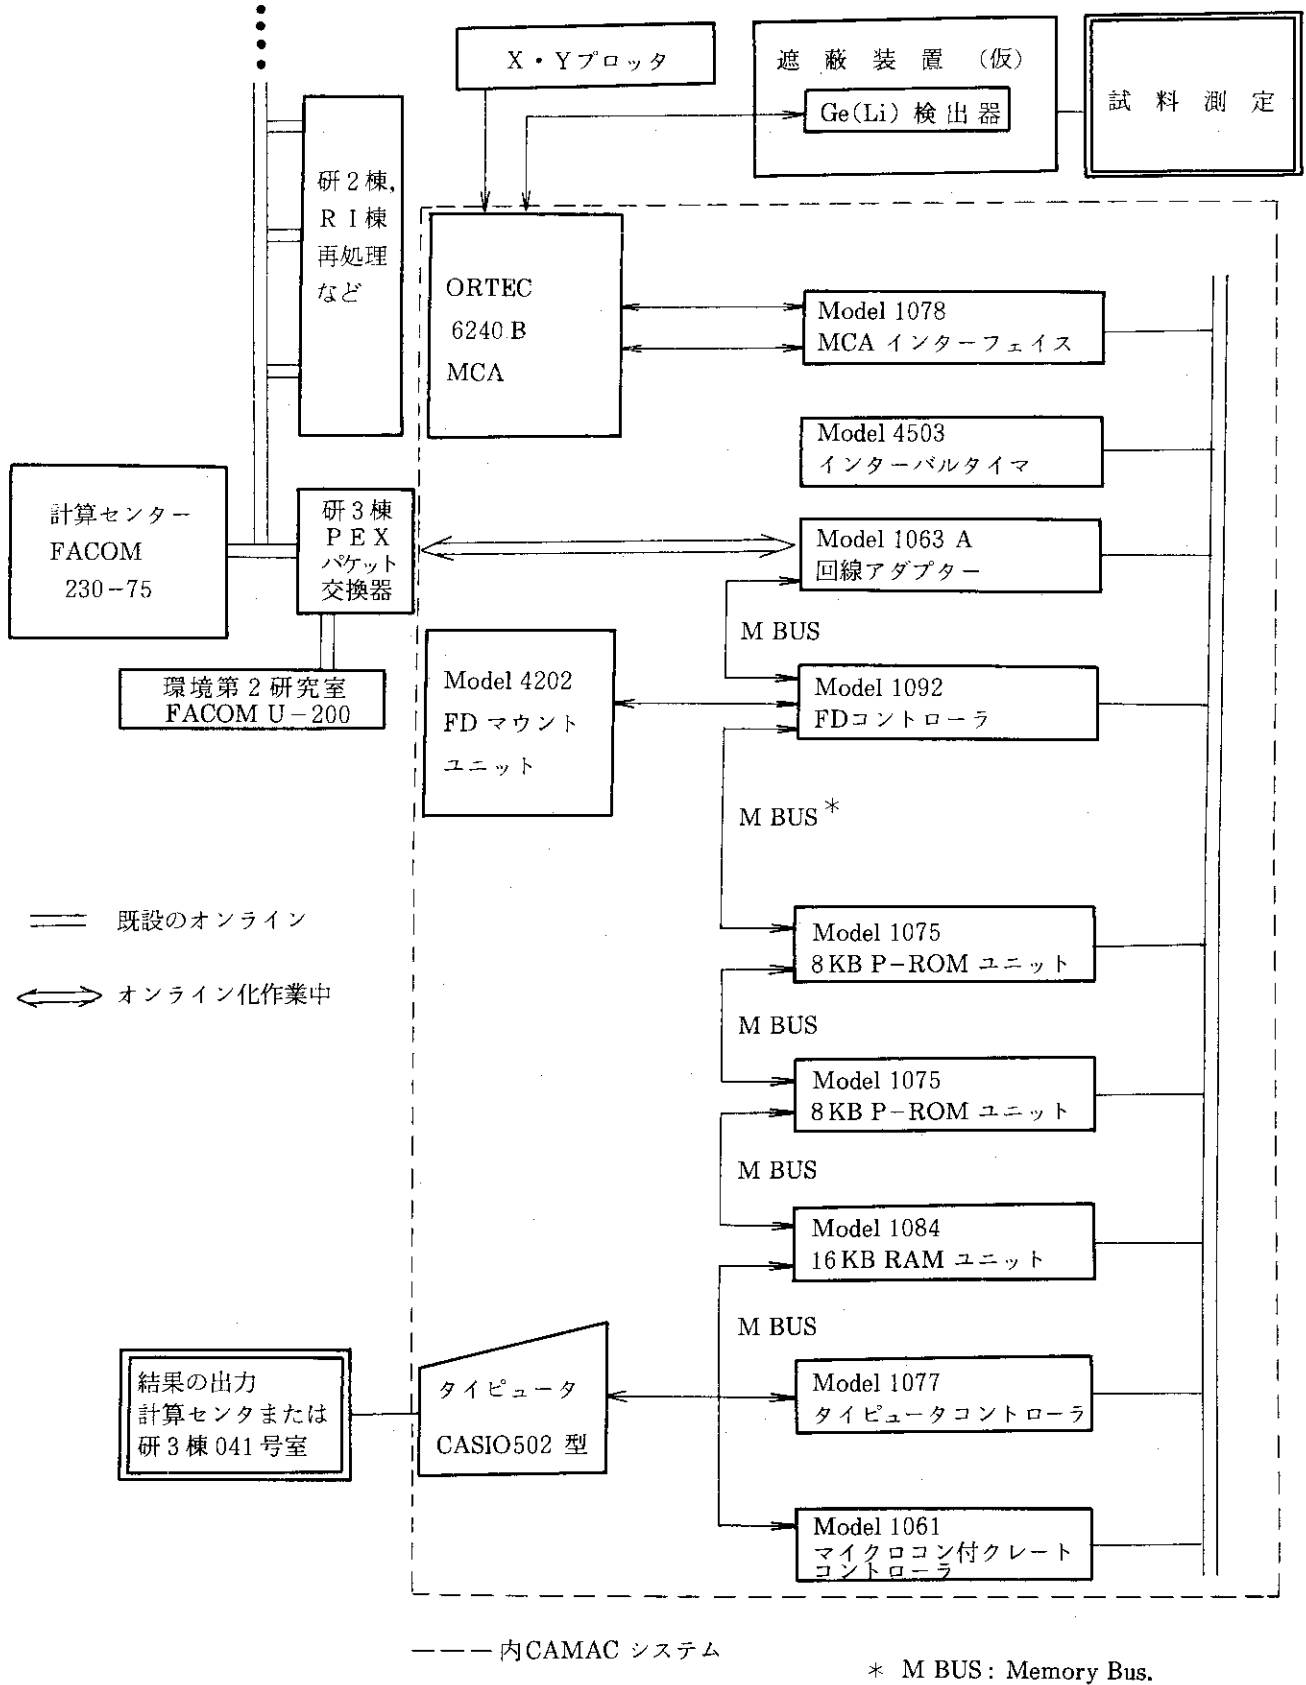 X・Yプロッタ
遮蔽装置(仮)
Ge(Li)検出器
試料測定
研2棟,
RI棟
再処理
など
ORTEC
6240 B
MCA
Model 1078
MCA インターフェイス
Model 4503
インターバルタイマ
計算センター
FACOM
230-75
研3棟
PEX
パケット
交換器
Model 1063 A
回線アダプター
M BUS
環境第2研究室
FACOM U-200
Model 4202
FD マウント
ユニット
Model 1092
FDコントローラ
M BUS*
既設のオンライン
オンライン化作業中
Model 1075
8KB P-ROM ユニット
M BUS
Model 1075
8KB P-ROM ユニット
M BUS
Model 1084
16KB RAM ユニット
M BUS
結果の出力
計算センタまたは
研3棟041号室
タイピュータ
CASIO502 型
Model 1077
タイピュータコントローラ
Model 1061
マイクロコン付クレート
コントローラ
内CAMAC システム
* M BUS: Memory Bus.